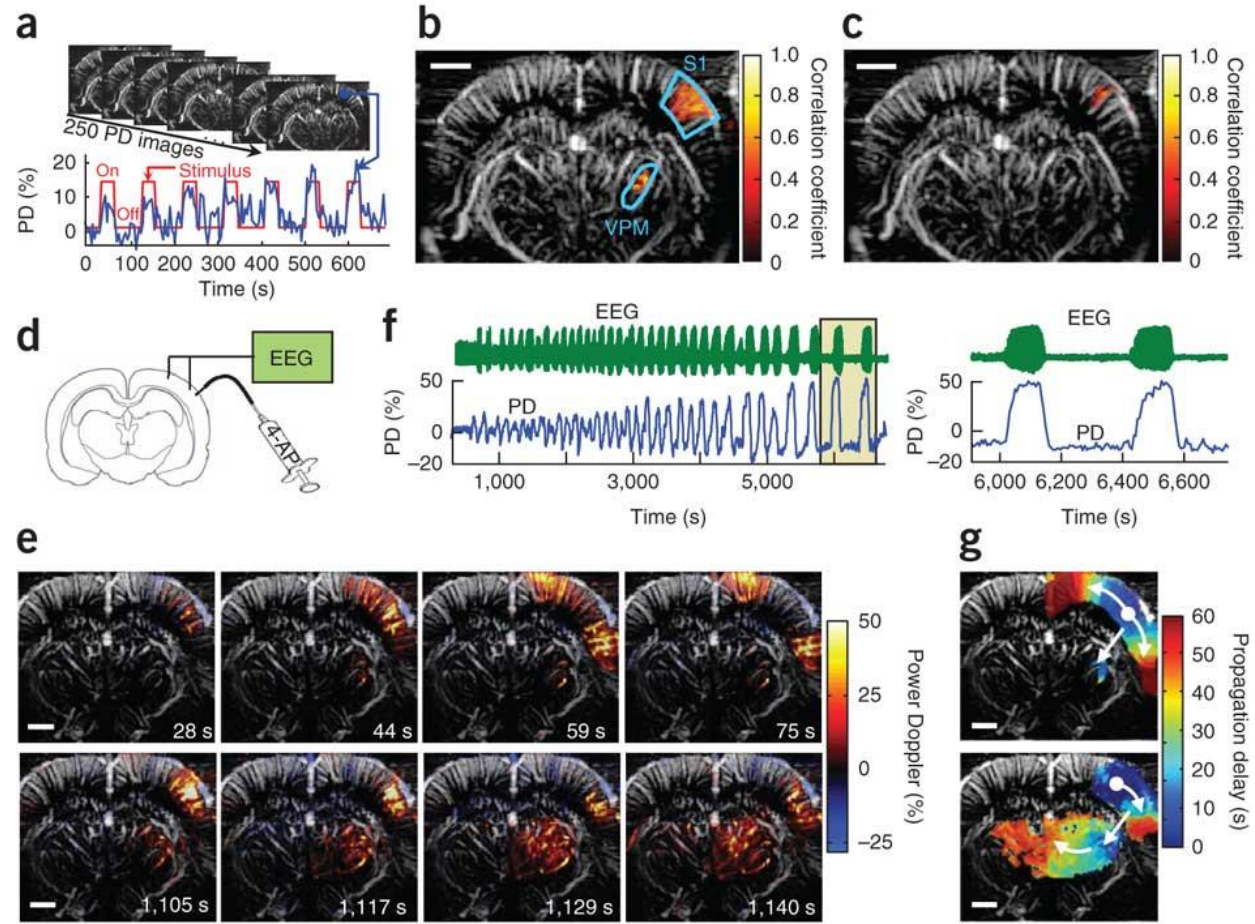 a
250 PD images
PD (%)
20
10
0
On
Off
Stimulus
0 100 200 300 400 500 600
Time (s)
b
S1
VPM
1.0
0.8
0.6
0.4
0.2
0
Correlation coefficient
c
1.0
0.8
0.6
0.4
0.2
0
Correlation coefficient
d
EEG
4-AP
f
EEG
PD (%)
50
0
–20
PD
1,000 3,000 5,000
Time (s)
EEG
PD (%)
50
0
–20
PD
6,000 6,200 6,400 6,600
Time (s)
e
28 s
44 s
59 s
75 s
1,105 s
1,117 s
1,129 s
1,140 s
50
25
0
–25
Power Doppler (%)
g
60
50
40
30
20
10
0
Propagation delay (s)